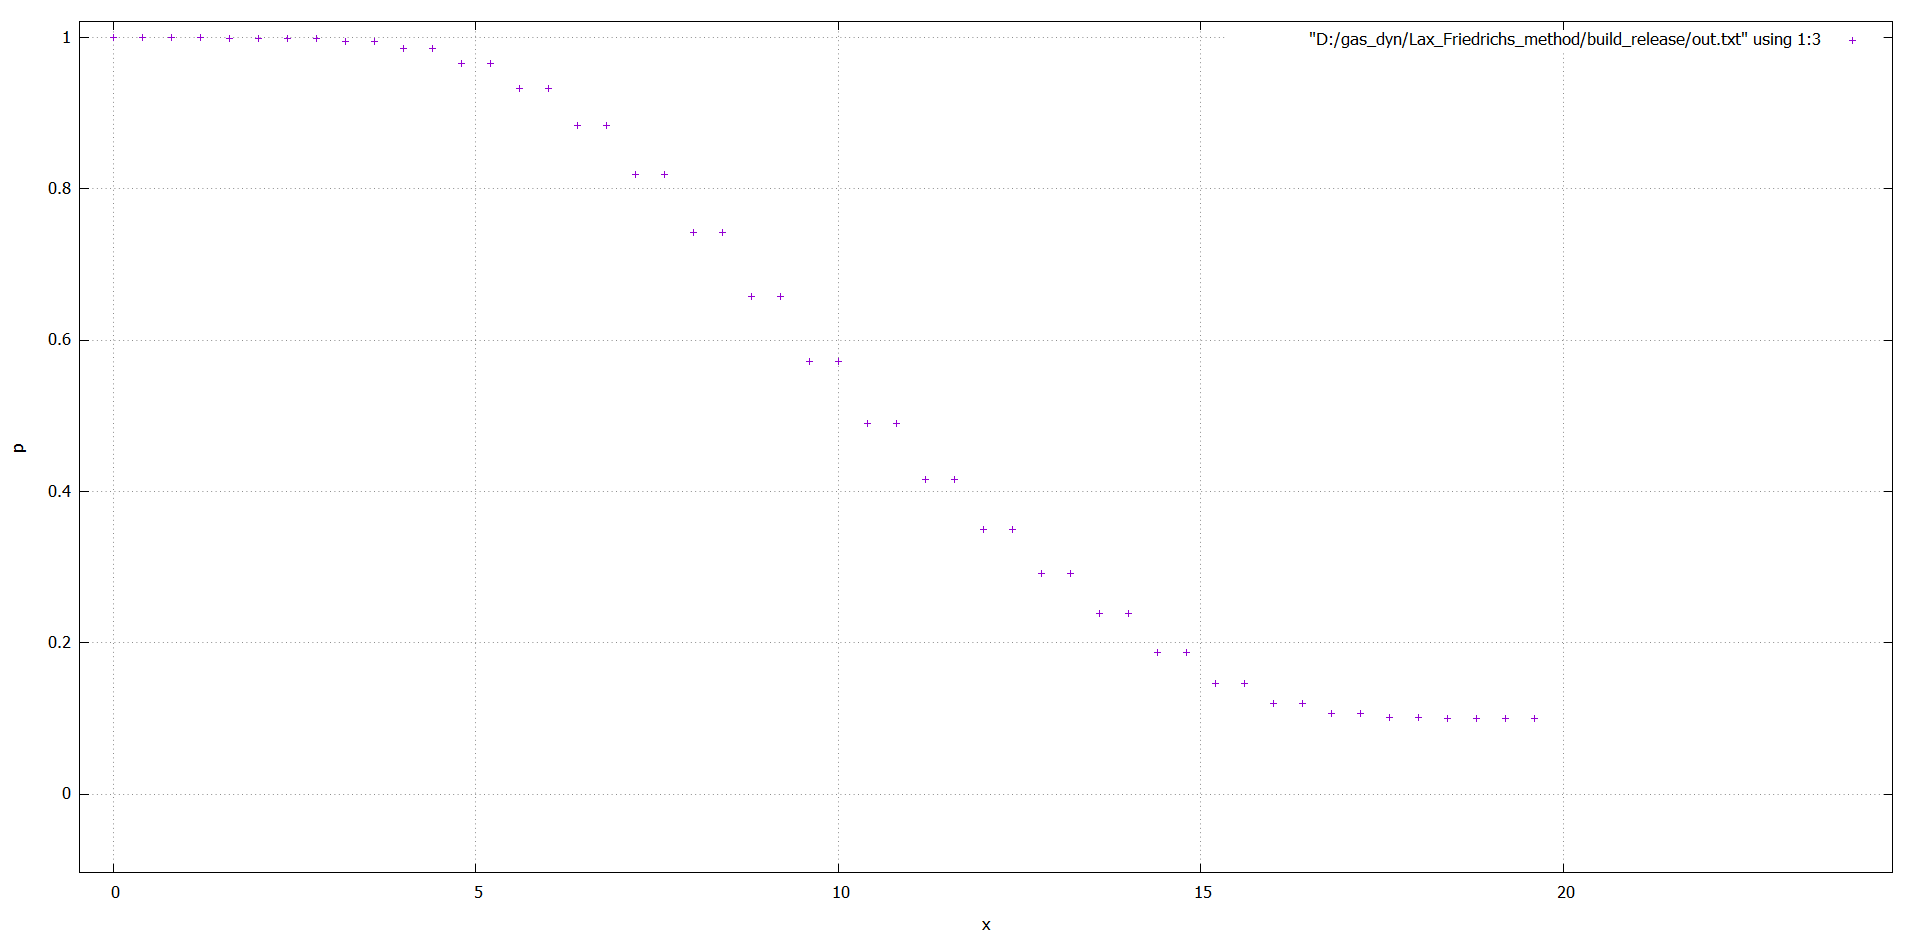 "D:/gas_dyn/Lax_Friedrichs_method/build_release/out.txt" using 1:3
1
0.8
0.6
0.4
0.2
0
p
0 5 10 15 20
x